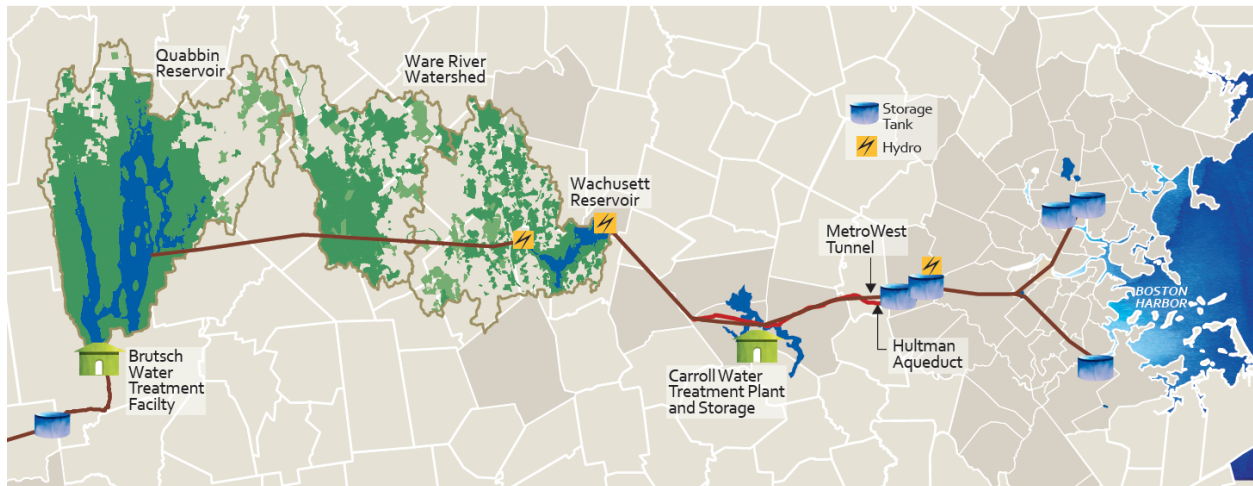 Quabbin
Reservoir
Ware River
Watershed
Storage
Tank
Hydro
Wachusett
Reservoir
MetroWest
Tunnel
BOSTON
HARBOR
Brutsch
Water
Treatment
Facilty
Carroll Water
Treatment Plant
and Storage
Hultman
Aqueduct